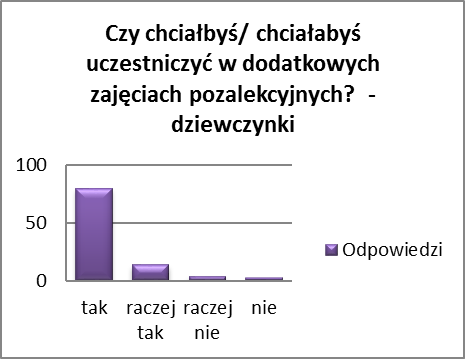 Czy chciałbyś/ chciałabyś
uczestniczyć w dodatkowych
zajęciach pozalekcyjnych?  -
dziewczynki
100
50
0
tak
raczej tak
raczej nie
nie
Odpowiedzi